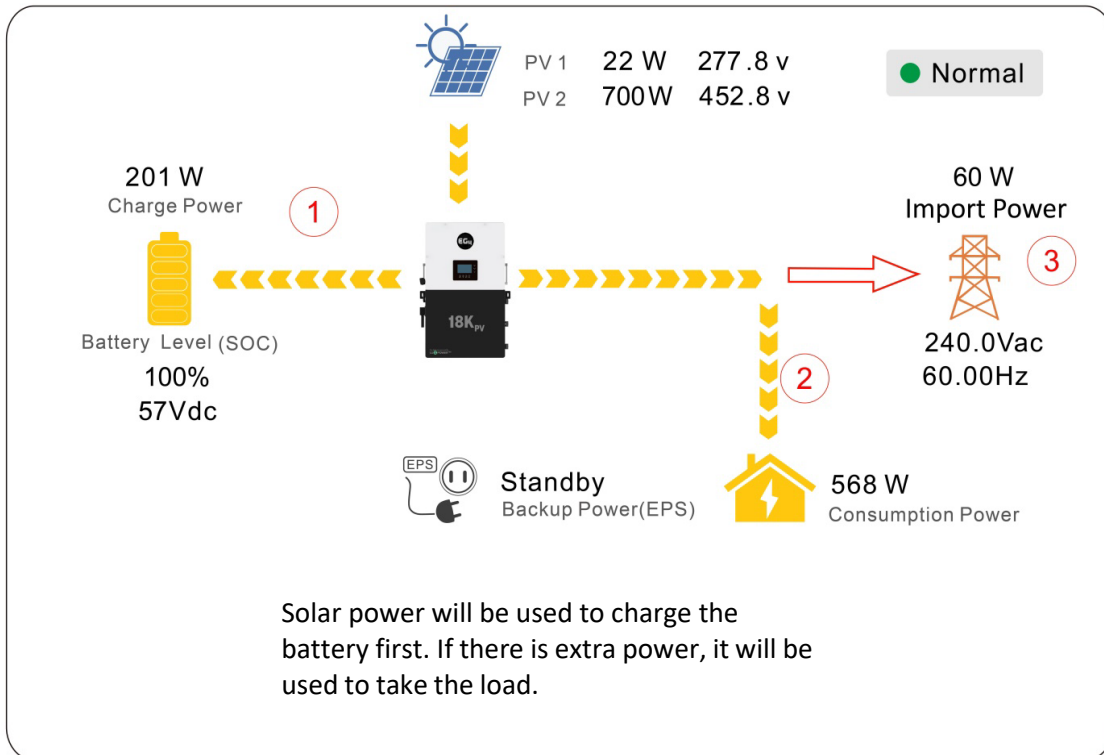 PV 1 22 W 277.8 v
PV 2 700W 452.8 v
Normal
201 W
Charge Power
1
60 W
Import Power
3
EG4
18KPV
Battery Level (SOC)
100%
57Vdc
240.0Vac
60.00Hz
2
EPS
Standby
Backup Power(EPS)
568 W
Consumption Power
Solar power will be used to charge the
battery first. If there is extra power, it will be
used to take the load.